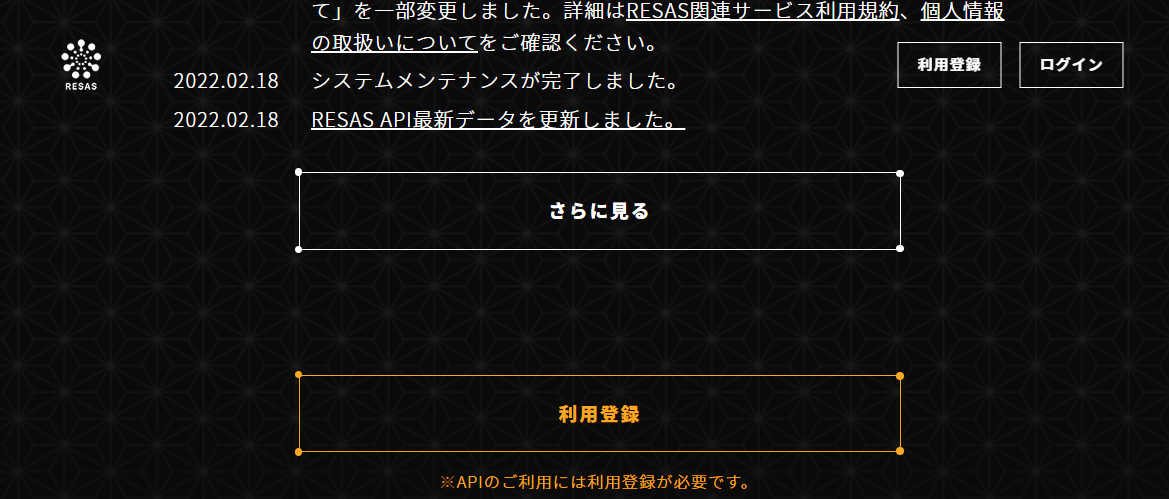 て」を一部変更しました。詳細はRESAS関連サービス利用規約、個人情報
の取扱いについてをご確認ください。
RESAS
利用登録
ログイン
2022.02.18 システムメンテナンスが完了しました。
2022.02.18 RESAS API最新データを更新しました。
さらに見る
利用登録
※APIのご利用には利用登録が必要です。